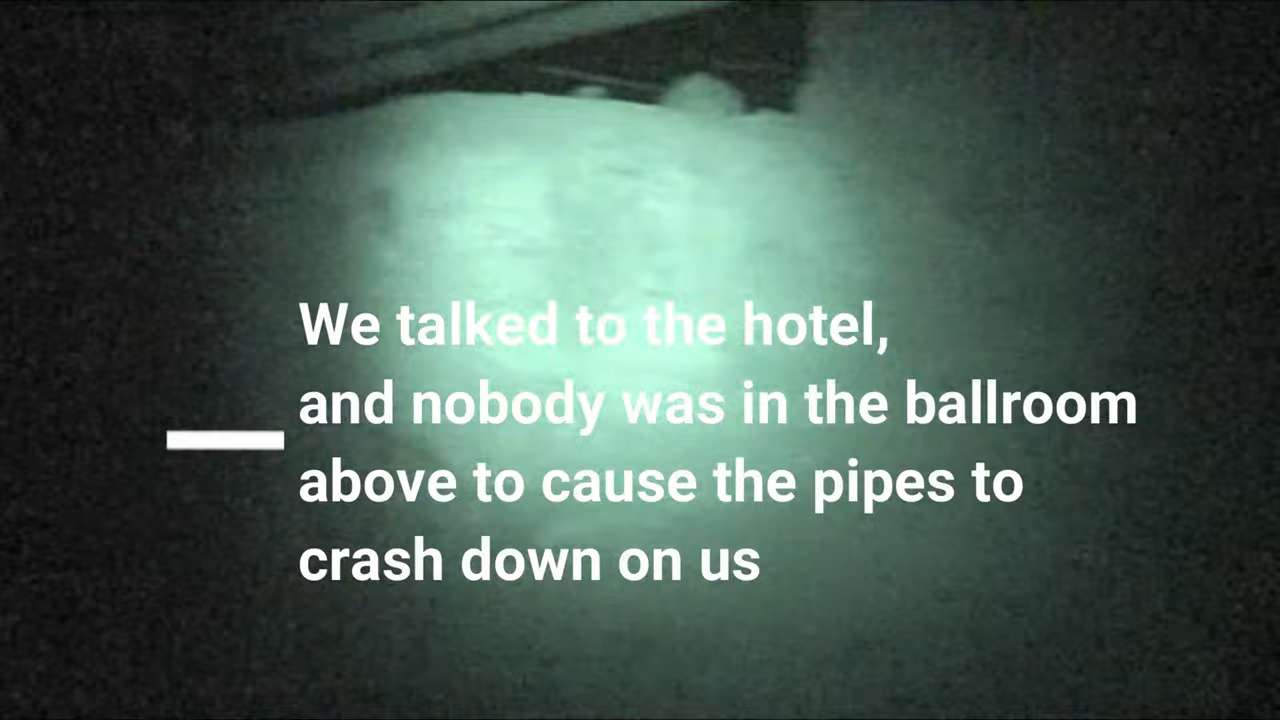 We talked to the hotel,
and nobody was in the ballroom
above to cause the pipes to
crash down on us